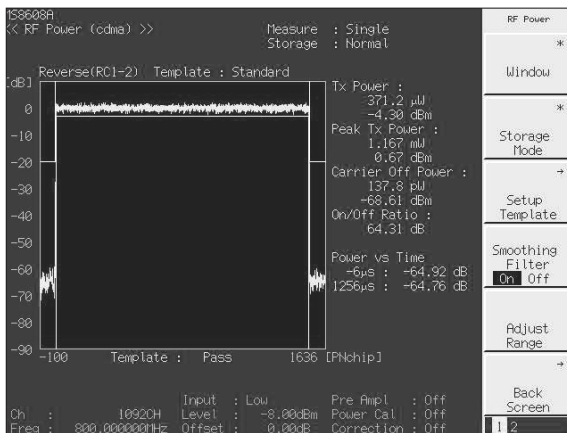 MS8608A
<< RF Power (cdma) >>
Measure : Single
Storage : Normal
Reverse(RC1-2) Template : Standard
[dB]
0
-10
-20
-30
-40
-50
-60
-70
-80
-90
-100
Template : Pass
1636 [PNchip]
Tx Power :
371.2 µW
-4.30 dBm
Peak Tx Power :
1.167 mW
0.67 dBm
Carrier Off Power :
137.8 pW
-68.61 dBm
On/Off Ratio :
64.31 dB
Power vs Time
-6µs : -64.92 dB
1256µs : -64.76 dB
Input : Low
Pre Ampl : Off
Ch : 1092CH
Level : -8.00dBm
Power Cal : Off
Freq : 800.000000MHz
Offset : 0.00dB
Correction : Off
RF Power
*
Window
*
Storage
Mode
→
Setup
Template
Smoothing
Filter
On Off
Adjust
Range
→
Back
Screen
1 2